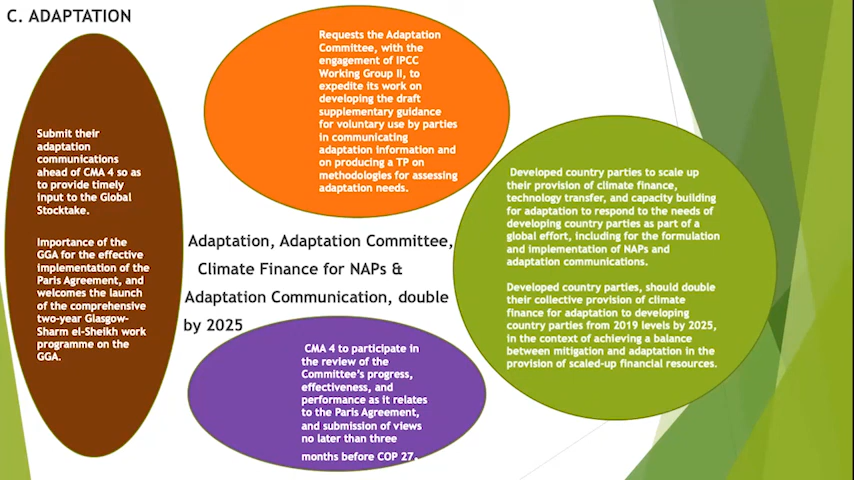 C. ADAPTATION
Submit their
adaptation
communications
ahead of CMA 4 so as
to provide timely
input to the Global
Stocktake.
Importance of the
GGA for the effective
implementation of the
Paris Agreement, and
welcomes the launch
of the comprehensive
two-year Glasgow-
Sharm el-Sheikh work
programme on the
GGA.
Requests the Adaptation
Committee, with the
engagement of IPCC
Working Group II, to
expedite its work on
developing the draft
supplementary guidance
for voluntary use by parties
in communicating
adaptation information and
on producing a TP on
methodologies for assessing
adaptation needs.
Adaptation, Adaptation Committee,
Climate Finance for NAPs &
Adaptation Communication, double
by 2025
CMA 4 to participate in
the review of the
Committee's progress,
effectiveness, and
performance as it relates
to the Paris Agreement,
and submission of views
no later than three
months before COP 27.
Developed country parties to scale up
their provision of climate finance,
technology transfer, and capacity building
for adaptation to respond to the needs of
developing country parties as part of a
global effort, including for the formulation
and implementation of NAPs and
adaptation communications.
Developed country parties, should double
their collective provision of climate
finance for adaptation to developing
country parties from 2019 levels by 2025,
in the context of achieving a balance
between mitigation and adaptation in the
provision of scaled-up financial resources.